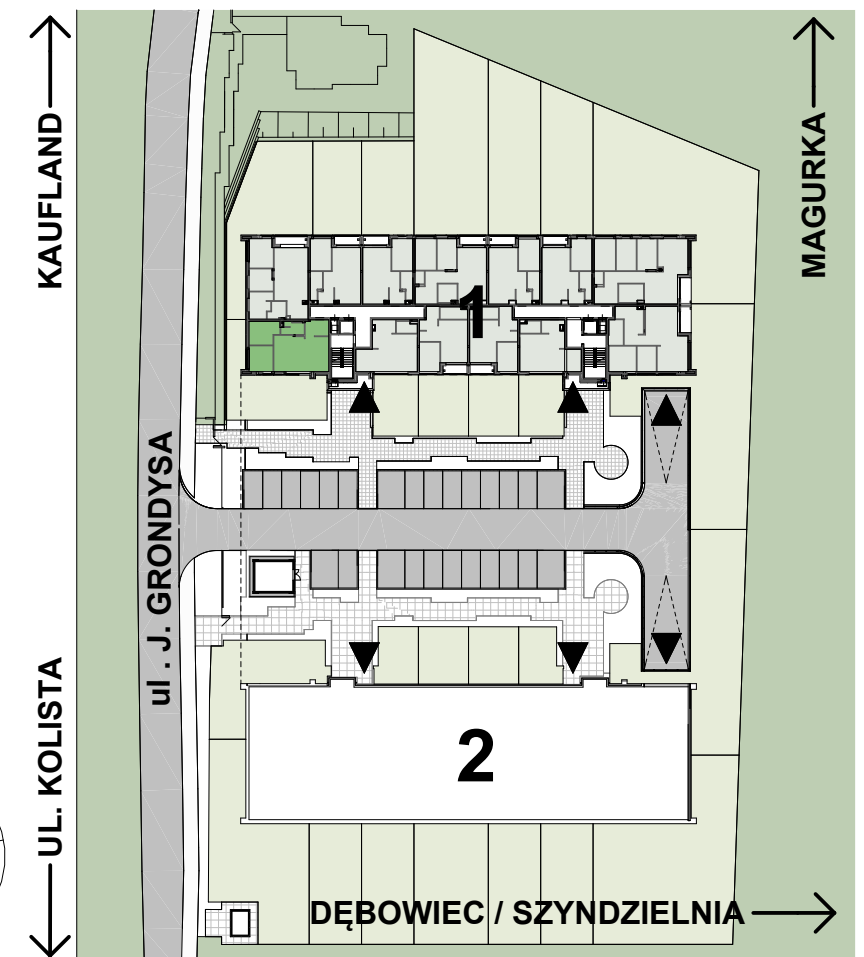 KAUFLAND
MAGURKA
1
ul . J. GRONDYSA
UL. KOLISTA
2
DĘBOWIEC / SZYNDZIELNIA